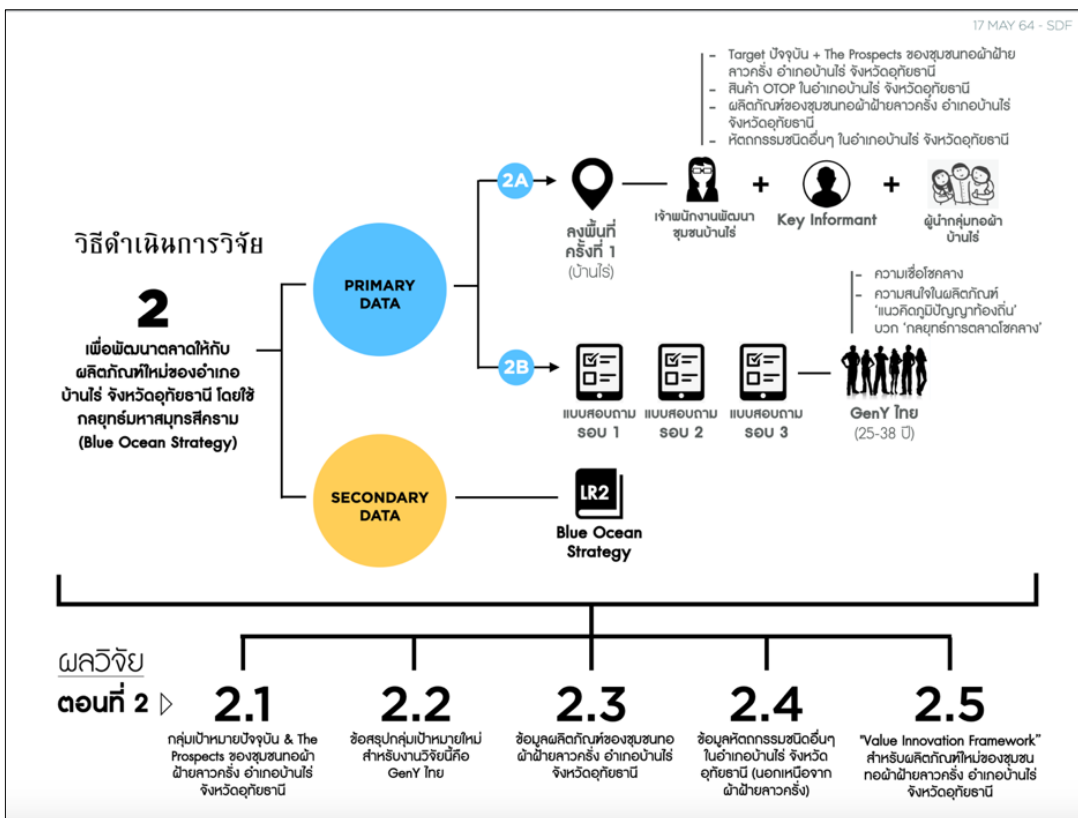 17 MAY 64 - SDF
- Target ปัจจุบัน + The Prospects ของชุมชนทอผ้าฝ้าย
ลาวครั่ง อำเภอบ้านไร่ จังหวัดอุทัยธานี
- สินค้า OTOP ในอำเภอบ้านไร่ จังหวัดอุทัยธานี
- ผลิตภัณฑ์ของชุมชนทอผ้าฝ้ายลาวครั่ง อำเภอบ้านไร่
จังหวัดอุทัยธานี
- หัตถกรรมชนิดอื่นๆ ในอำเภอบ้านไร่ จังหวัดอุทัยธานี
2A
ลงพื้นที่
ครั้งที่ 1
(บ้านไร่)
เจ้าพนักงานพัฒนา
ชุมชนบ้านไร่
+
Key Informant
+
ผู้นำกลุ่มทอผ้า
บ้านไร่
วิธีดำเนินการวิจัย
2
เพื่อพัฒนาตลาดให้กับ
ผลิตภัณฑ์ใหม่ของอำเภอ
บ้านไร่ จังหวัดอุทัยธานี โดยใช้
กลยุทธ์มหาสมุทรสีคราม
(Blue Ocean Strategy)
PRIMARY
DATA
- ความเชื่อโชคลาง
- ความสนใจในผลิตภัณฑ์
‘แนวคิดภูมิปัญญาท้องถิ่น’
บวก ‘กลยุทธ์การตลาดโชคลาง’
2B
แบบสอบถาม
รอบ 1
แบบสอบถาม
รอบ 2
แบบสอบถาม
รอบ 3
GenY ไทย
(25-38 ปี)
SECONDARY
DATA
LR2
Blue Ocean
Strategy
ผลวิจัย
ตอนที่ 2
2.1
กลุ่มเป้าหมายปัจจุบัน & The
Prospects ของชุมชนทอผ้า
ฝ้ายลาวครั่ง อำเภอบ้านไร่
จังหวัดอุทัยธานี
2.2
ข้อสรุปกลุ่มเป้าหมายใหม่
สำหรับงานวิจัยนี้คือ
GenY ไทย
2.3
ข้อมูลผลิตภัณฑ์ของชุมชนทอ
ผ้าฝ้ายลาวครั่ง อำเภอบ้านไร่
จังหวัดอุทัยธานี
2.4
ข้อมูลหัตถกรรมชนิดอื่นๆ
ในอำเภอบ้านไร่ จังหวัด
อุทัยธานี (นอกเหนือจาก
ผ้าฝ้ายลาวครั่ง)
2.5
"Value Innovation Framework”
สำหรับผลิตภัณฑ์ใหม่ของชุมชน
ทอผ้าฝ้ายลาวครั่ง อำเภอบ้านไร่
จังหวัดอุทัยธานี